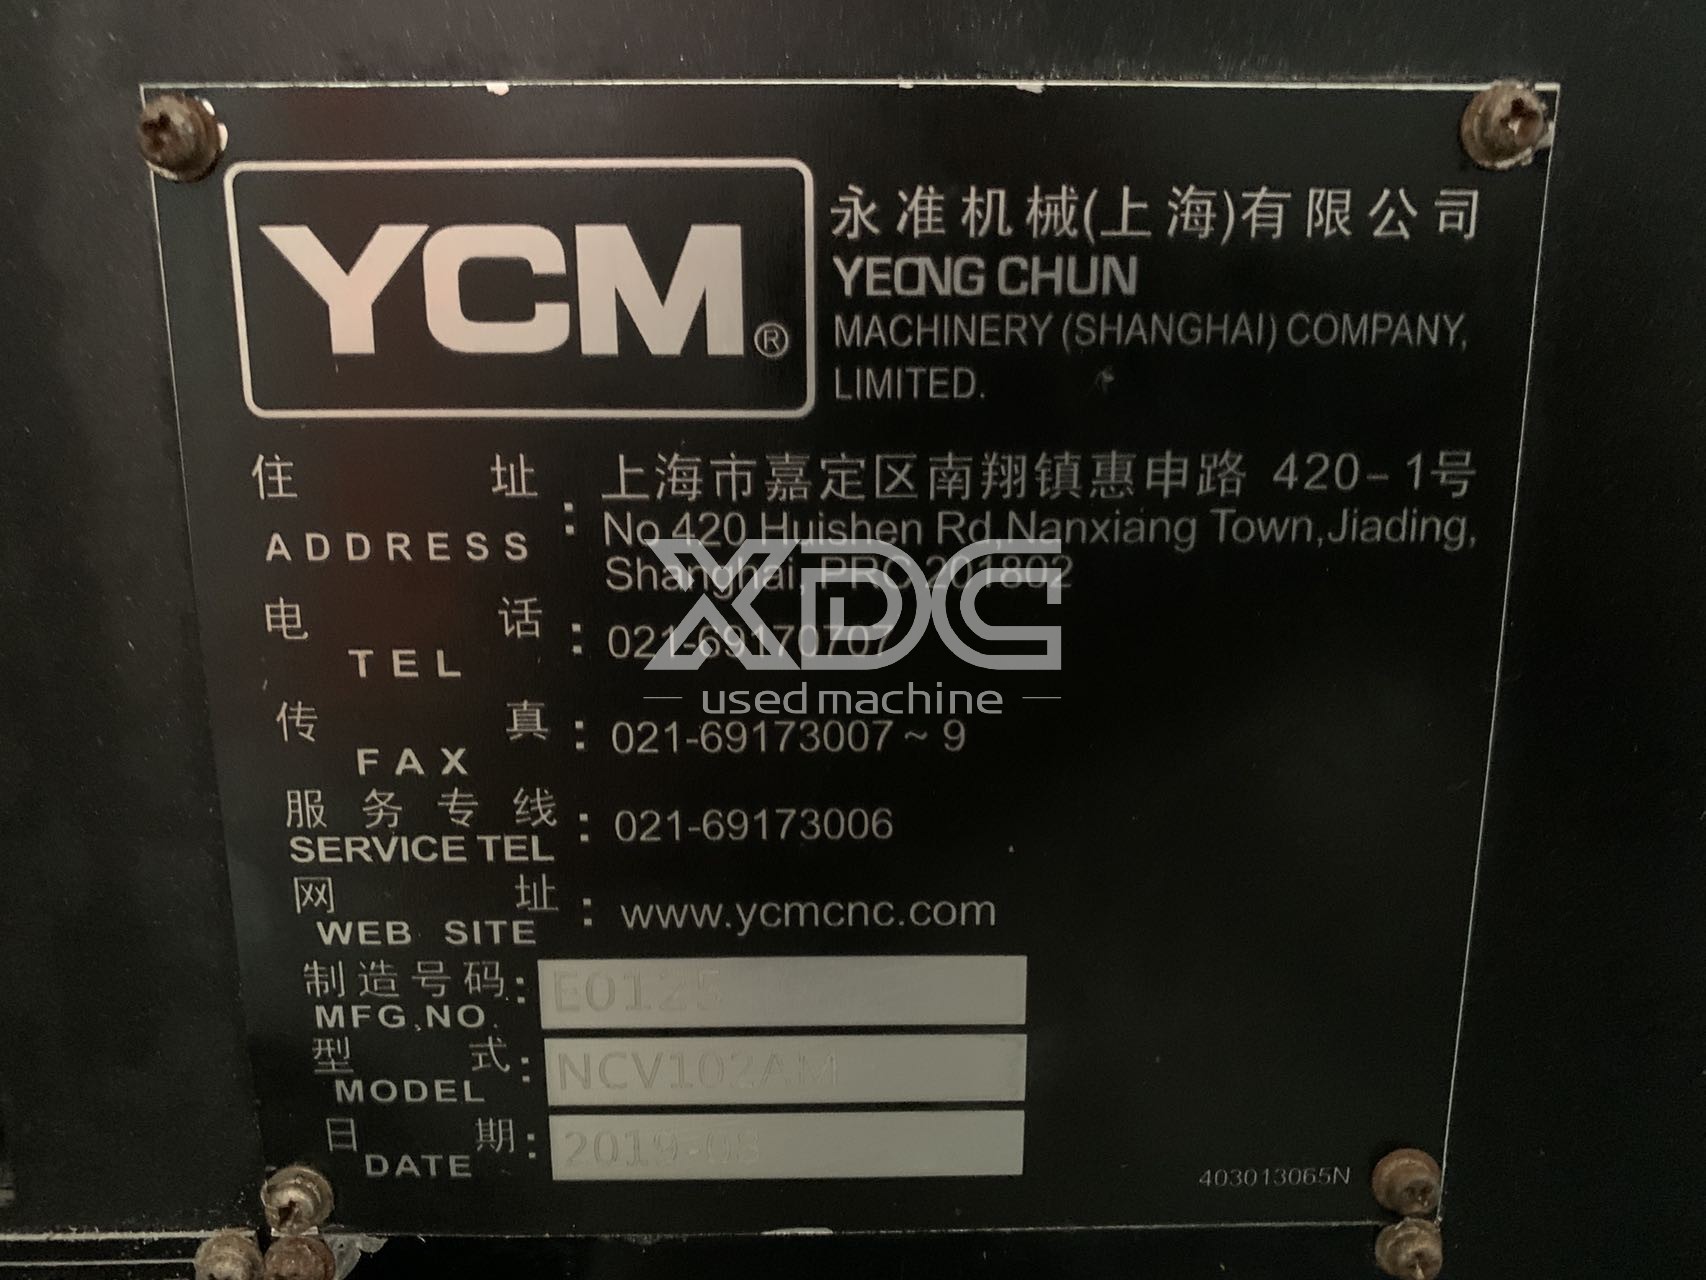 YCM®
永准机械(上海)有限公司
YEONG CHUN
MACHINERY (SHANGHAI) COMPANY,
LIMITED.
住址 : 上海市嘉定区南翔镇惠申路 420-1号
ADDRESS No.420 Huishen Rd,Nanxiang Town,Jiading,
Shanghai, PRC 201802
电话 : 021-69170707
TEL
传真 : 021-69173007~9
FAX
服务专线 : 021-69173006
SERVICE TEL
网址 : www.ycmcnc.com
WEB SITE
制造号码 : E0125
MFG.NO.
型式 : NCV102AM
MODEL
日期 : 2019-08
DATE
403013065N
XDC
used machine